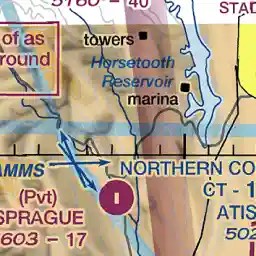 5160 - 40
STAD
of as
round
towers
Horsetooth
Reservoir
marina
AMMS
NORTHERN CO
(Pvt)
SPRAGUE
603 - 17
CT - 1
ATIS
502